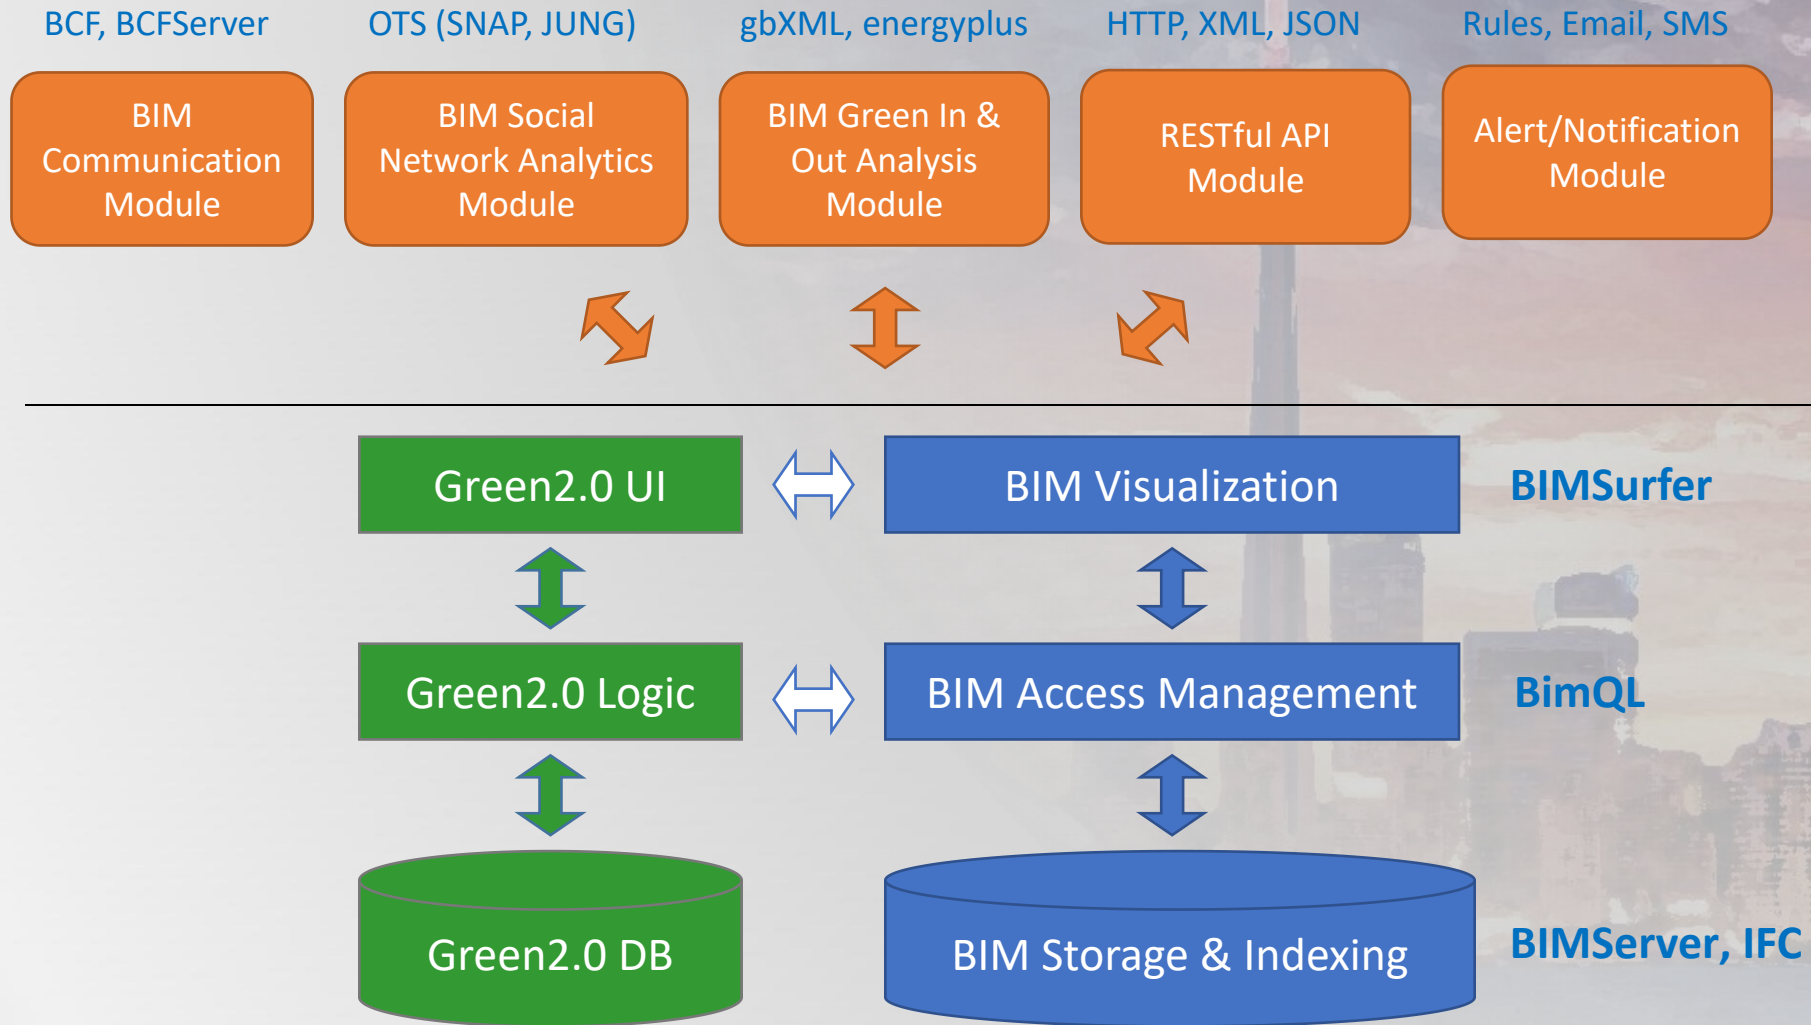 BCF, BCFServer
OTS (SNAP, JUNG)
gbXML, energyplus
HTTP, XML, JSON
Rules, Email, SMS
BIM
Communication
Module
BIM Social
Network Analytics
Module
BIM Green In &
Out Analysis
Module
RESTful API
Module
Alert/Notification
Module
Green2.0 UI
BIM Visualization
BIMSurfer
Green2.0 Logic
BIM Access Management
BimQL
Green2.0 DB
BIM Storage & Indexing
BIMServer, IFC